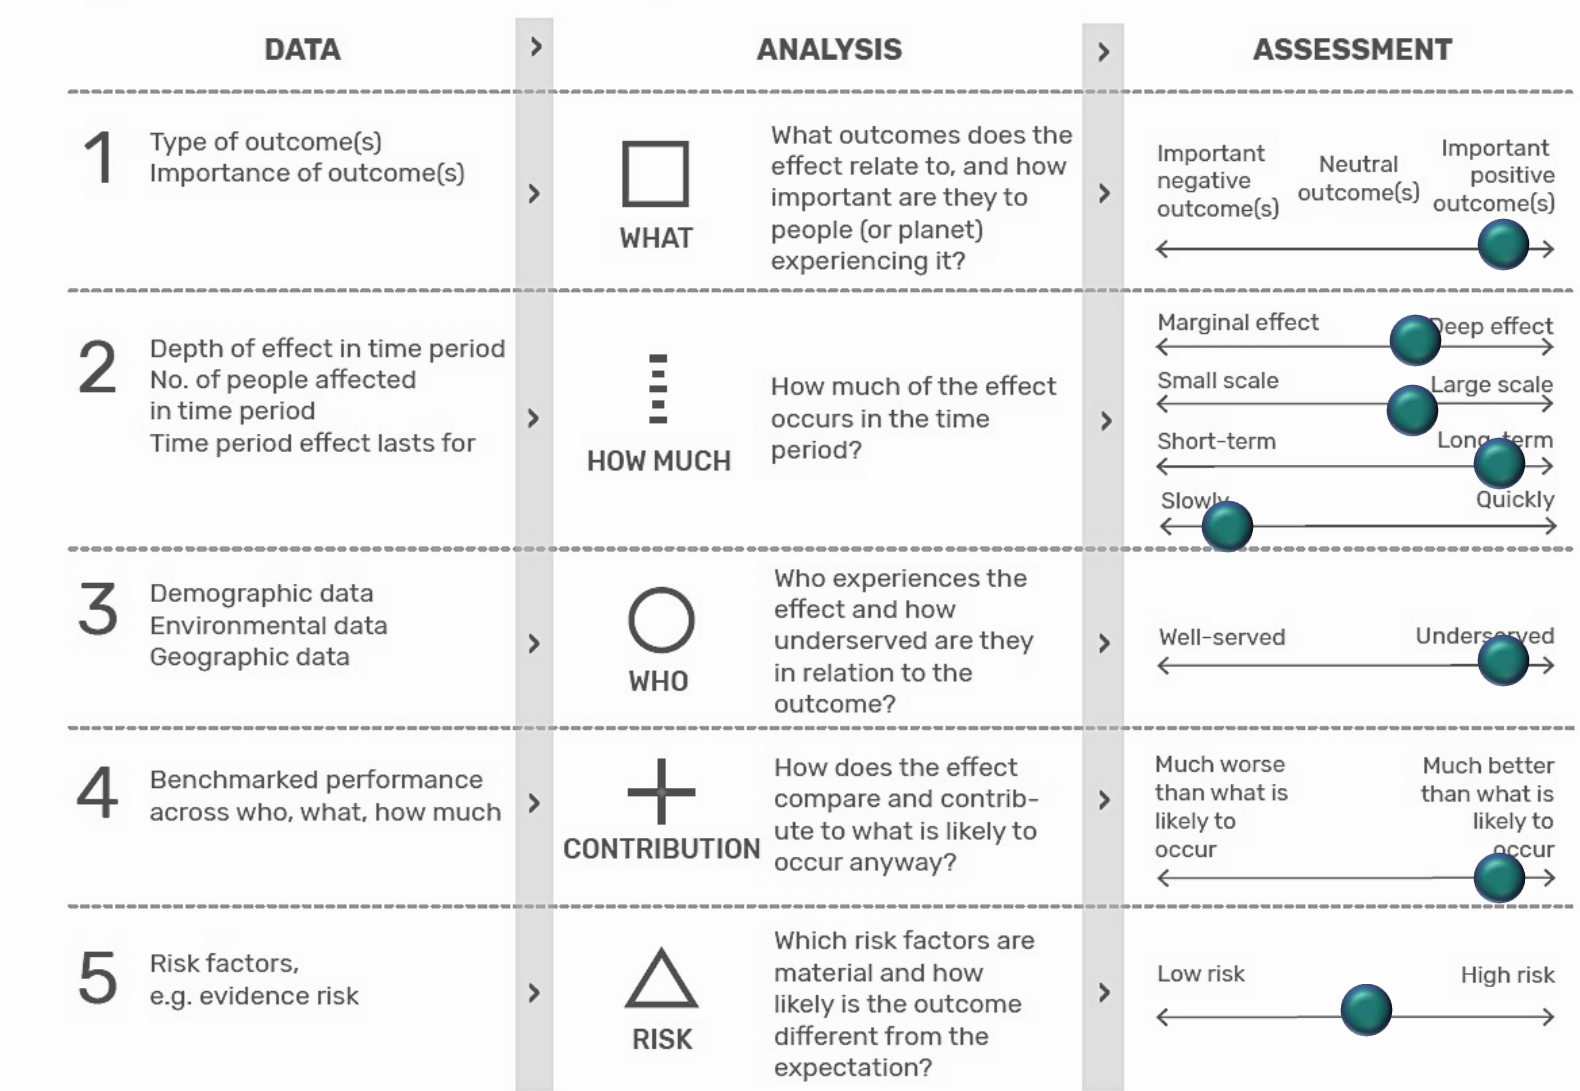 DATA
>
ANALYSIS
>
ASSESSMENT
1
Type of outcome(s)
Importance of outcome(s)
>
WHAT
What outcomes does the
effect relate to, and how
important are they to
people (or planet)
experiencing it?
>
Important
negative
outcome(s)
Neutral
outcome(s)
Important
positive
outcome(s)
2
Depth of effect in time period
No. of people affected
in time period
Time period effect lasts for
>
HOW MUCH
How much of the effect
occurs in the time
period?
>
Marginal effect
Deep effect
Small scale
Large scale
Short-term
Long-term
Slowly
Quickly
3
Demographic data
Environmental data
Geographic data
>
WHO
Who experiences the
effect and how
underserved are they
in relation to the
outcome?
>
Well-served
Underserved
4
Benchmarked performance
across who, what, how much
>
CONTRIBUTION
How does the effect
compare and contrib-
ute to what is likely to
occur anyway?
>
Much worse
than what is
likely to
occur
Much better
than what is
likely to
occur
5
Risk factors,
e.g. evidence risk
>
RISK
Which risk factors are
material and how
likely is the outcome
different from the
expectation?
>
Low risk
High risk